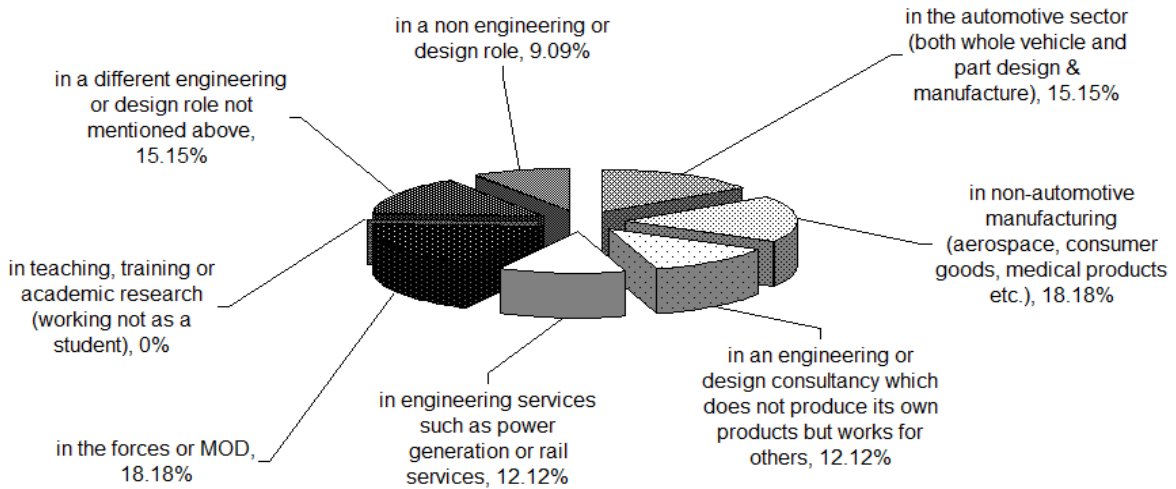 in a non engineering or
design role, 9.09%
in the automotive sector
(both whole vehicle and
part design &
manufacture), 15.15%
in a different engineering
or design role not
mentioned above,
15.15%
in non-automotive
manufacturing
(aerospace, consumer
goods, medical products
etc.), 18.18%
in teaching, training or
academic research
(working not as a
student), 0%
in an engineering or
design consultancy which
does not produce its own
products but works for
others, 12.12%
in engineering services
such as power
generation or rail
services, 12.12%
in the forces or MOD,
18.18%